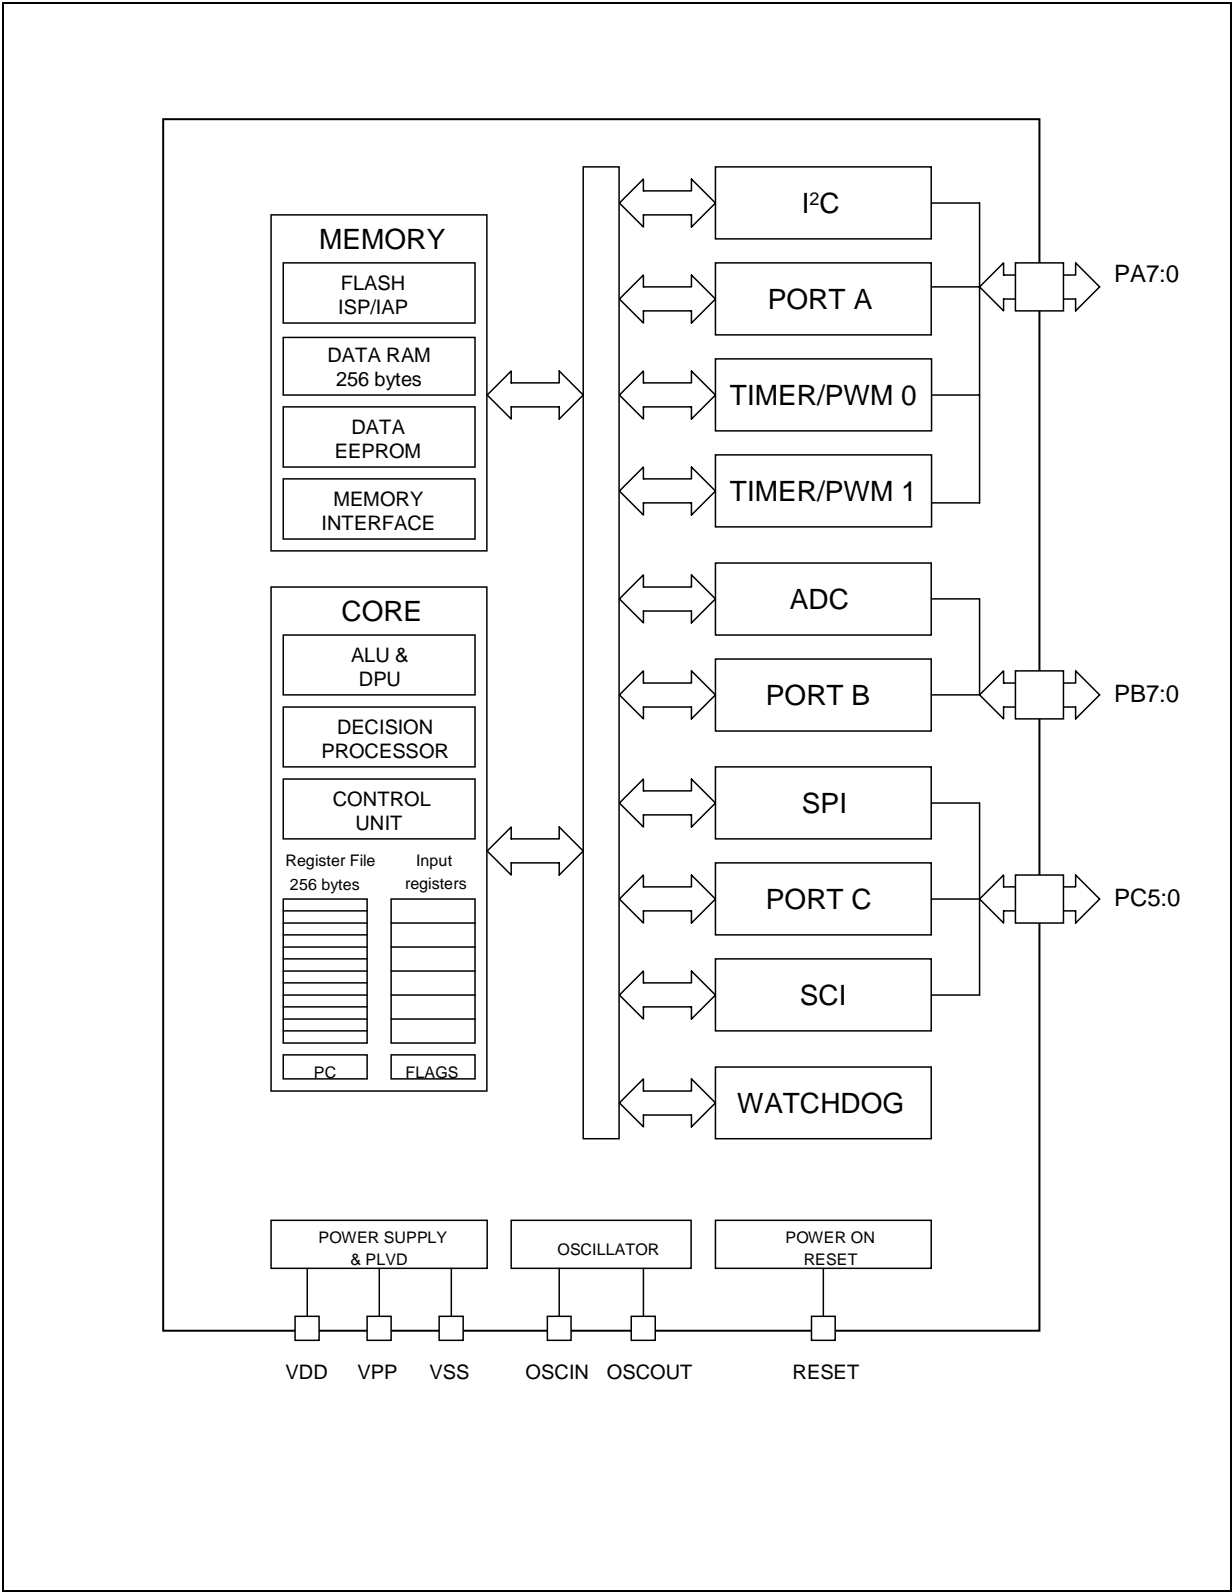 MEMORY
FLASH
ISP/IAP
DATA RAM
256 bytes
DATA
EEPROM
MEMORY
INTERFACE
CORE
ALU &
DPU
DECISION
PROCESSOR
CONTROL
UNIT
Register File
256 bytes
Input
registers
PC
FLAGS
I²C
PORT A
TIMER/PWM 0
TIMER/PWM 1
ADC
PORT B
SPI
PORT C
SCI
WATCHDOG
PA7:0
PB7:0
PC5:0
POWER SUPPLY
& PLVD
OSCILLATOR
POWER ON
RESET
VDD
VPP
VSS
OSCIN
OSCOUT
RESET